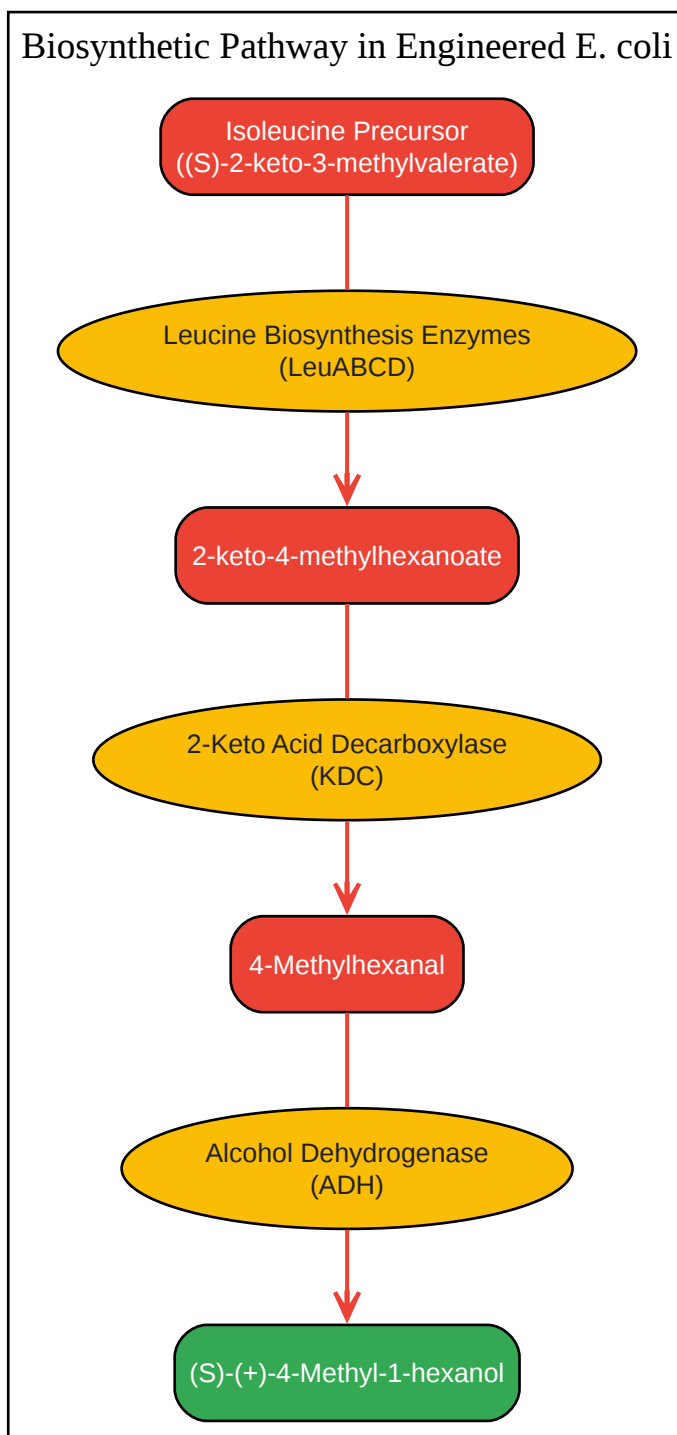 Biosynthetic Pathway in Engineered E. coli
Isoleucine Precursor
((S)-2-keto-3-methylvalerate)
Leucine Biosynthesis Enzymes
(LeuABCD)
2-keto-4-methylhexanoate
2-Keto Acid Decarboxylase
(KDC)
4-Methylhexanal
Alcohol Dehydrogenase
(ADH)
(S)-(+)-4-Methyl-1-hexanol